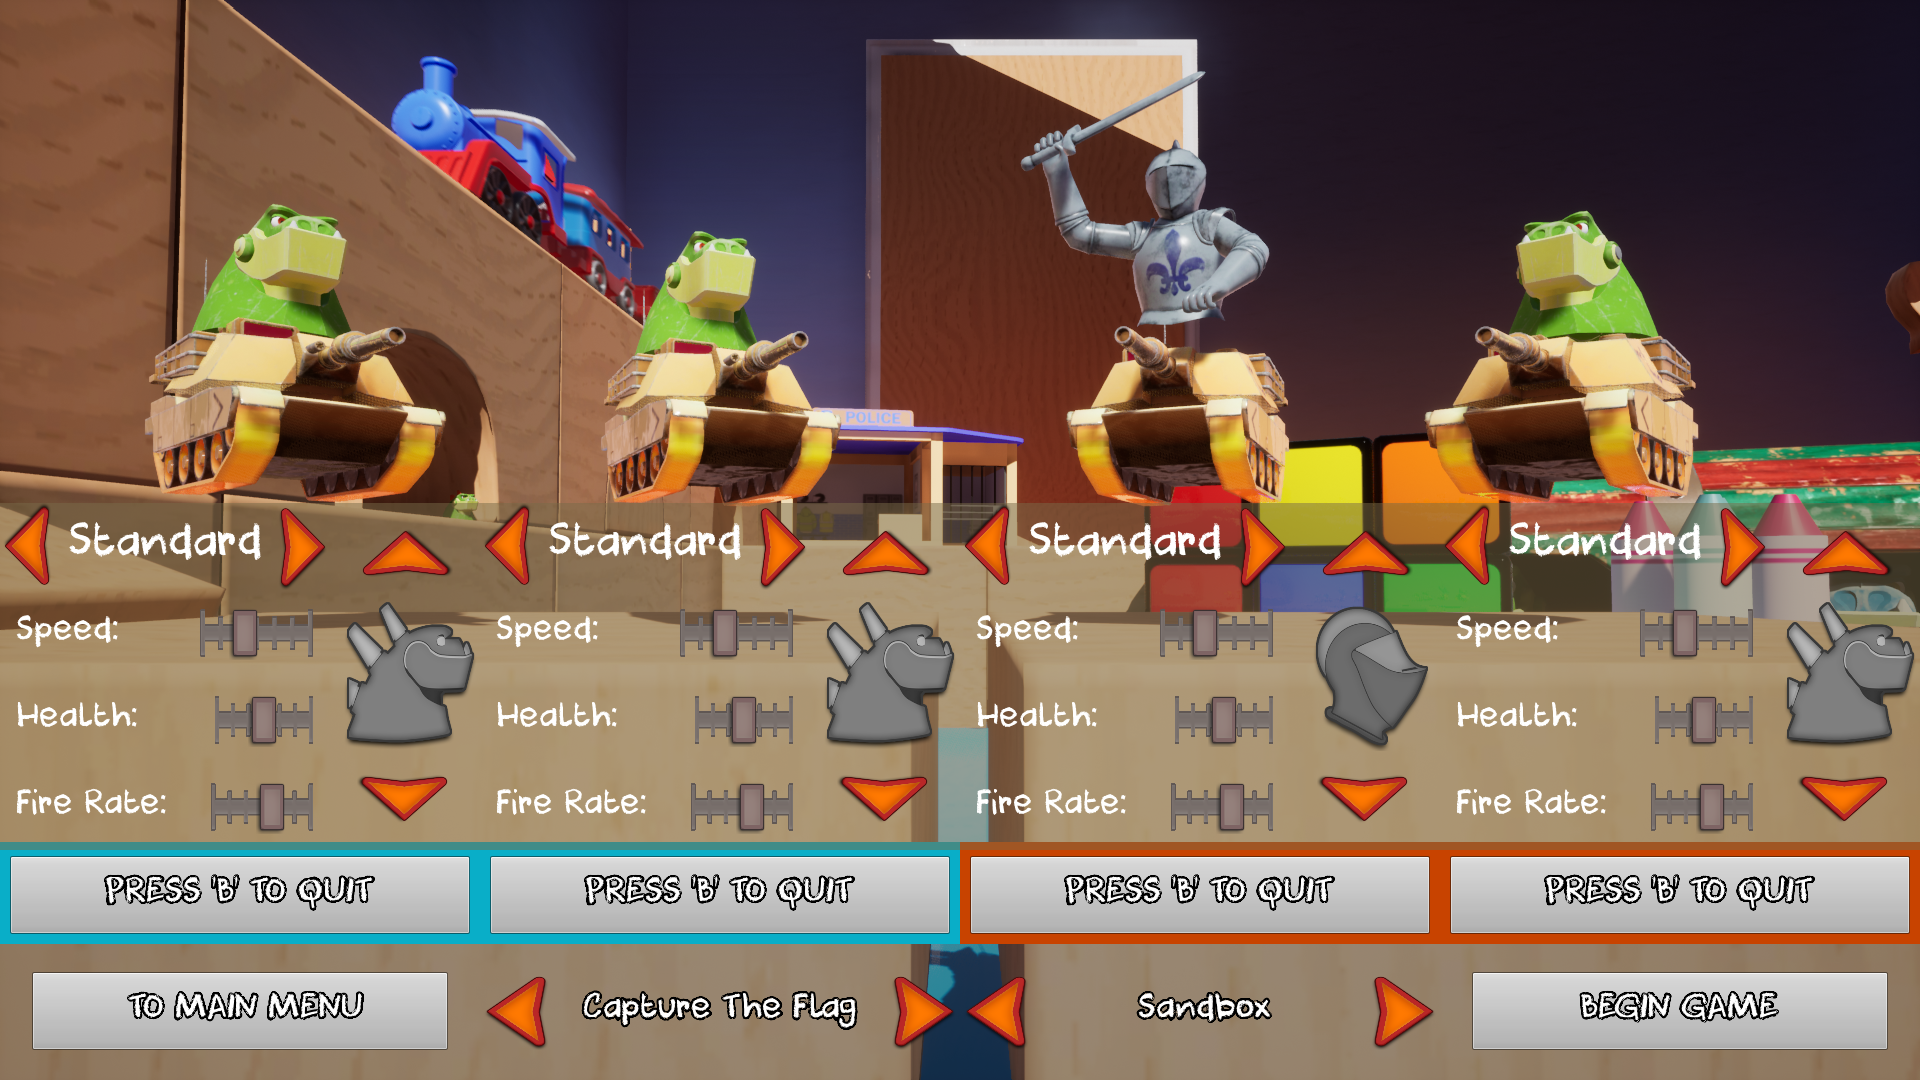 POLICE
Standard
Speed:
Health:
Fire Rate:
Standard
Speed:
Health:
Fire Rate:
Standard
Speed:
Health:
Fire Rate:
Standard
Speed:
Health:
Fire Rate:
PRESS 'B' TO QUIT
PRESS 'B' TO QUIT
PRESS 'B' TO QUIT
PRESS 'B' TO QUIT
TO MAIN MENU
Capture The Flag
Sandbox
BEGIN GAME